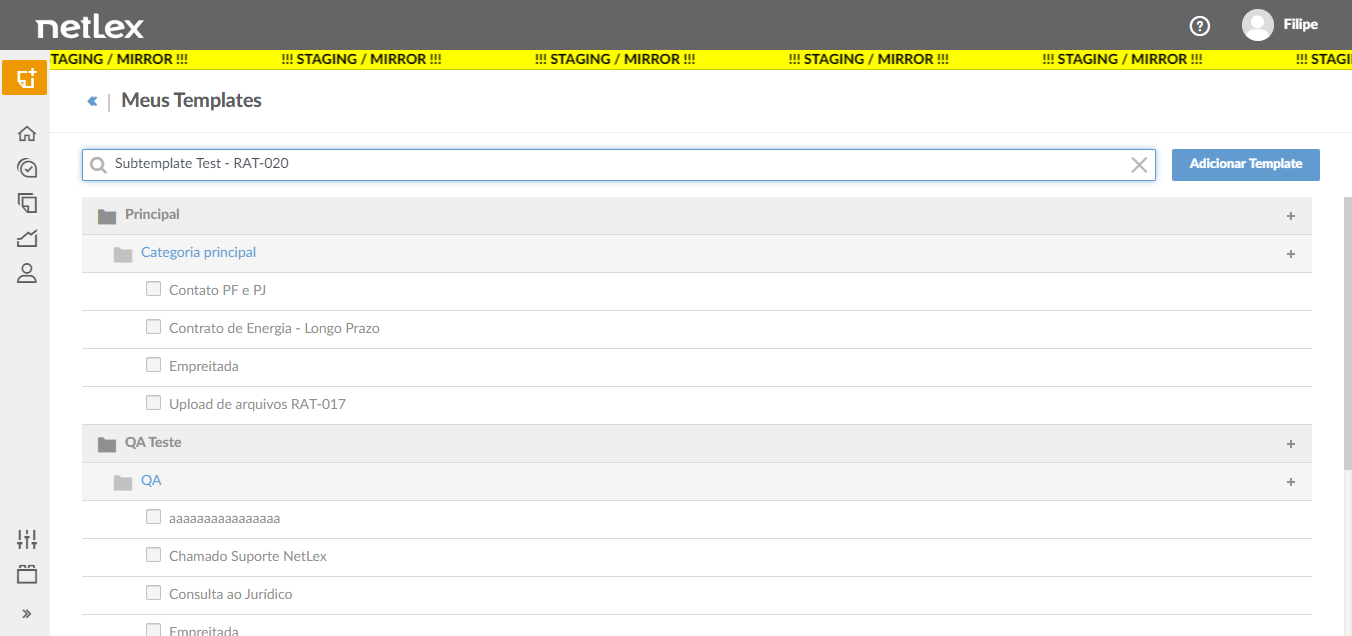 netlex
Filipe
TAGING / MIRROR !!! !!! STAGING / MIRROR !!! !!! STAGING / MIRROR !!! !!! STAGING / MIRROR !!! !!! STAGING / MIRROR !!! !!! STAGI
Meus Templates
Subtemplate Test - RAT-020
Adicionar Template
Principal
Categoria principal
Contato PF e PJ
Contrato de Energia - Longo Prazo
Empreitada
Upload de arquivos RAT-017
QA Teste
QA
aaaaaaaaaaaaaaaa
Chamado Suporte NetLex
Consulta ao Jurídico
Empreitada